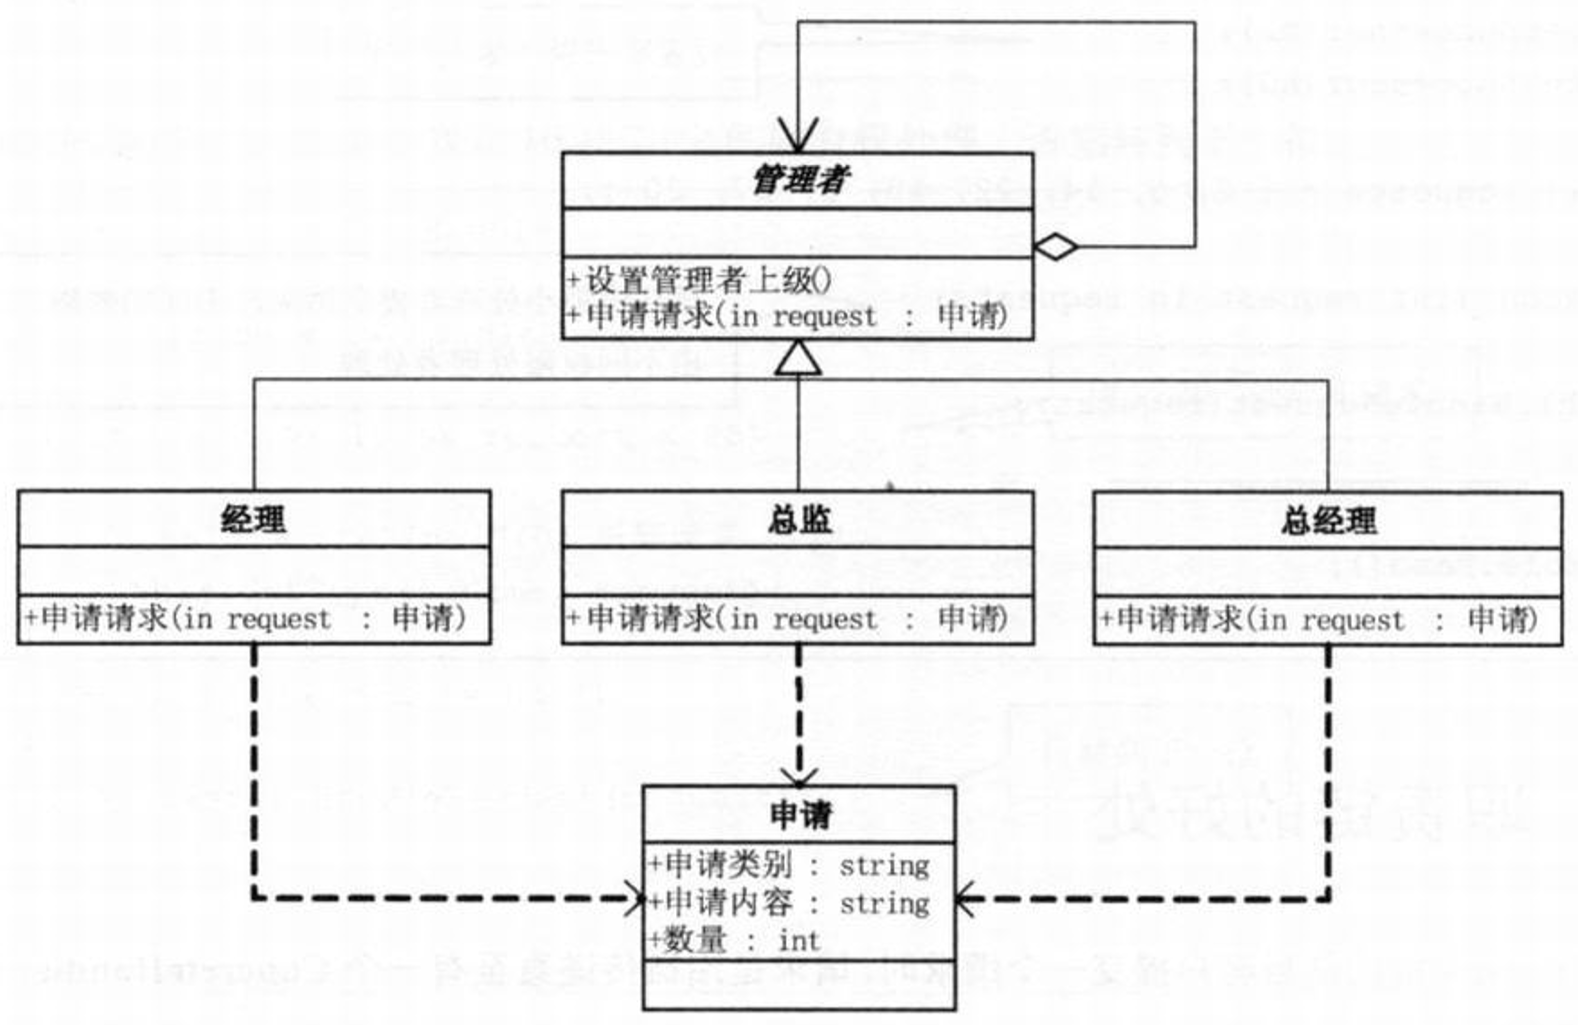 管理者
+设置管理者上级()
+申请请求(in request : 申请)
经理
+申请请求(in request : 申请)
总监
+申请请求(in request : 申请)
总经理
+申请请求(in request : 申请)
申请
+申请类别 : string
+申请内容 : string
+数量 : int